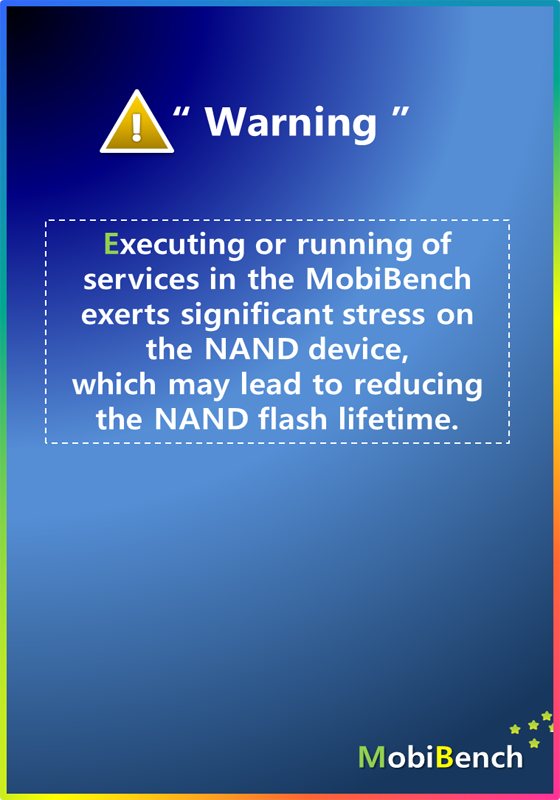 “ Warning ”
Executing or running of
services in the MobiBench
exerts significant stress on
the NAND device,
which may lead to reducing
the NAND flash lifetime.
MobiBench